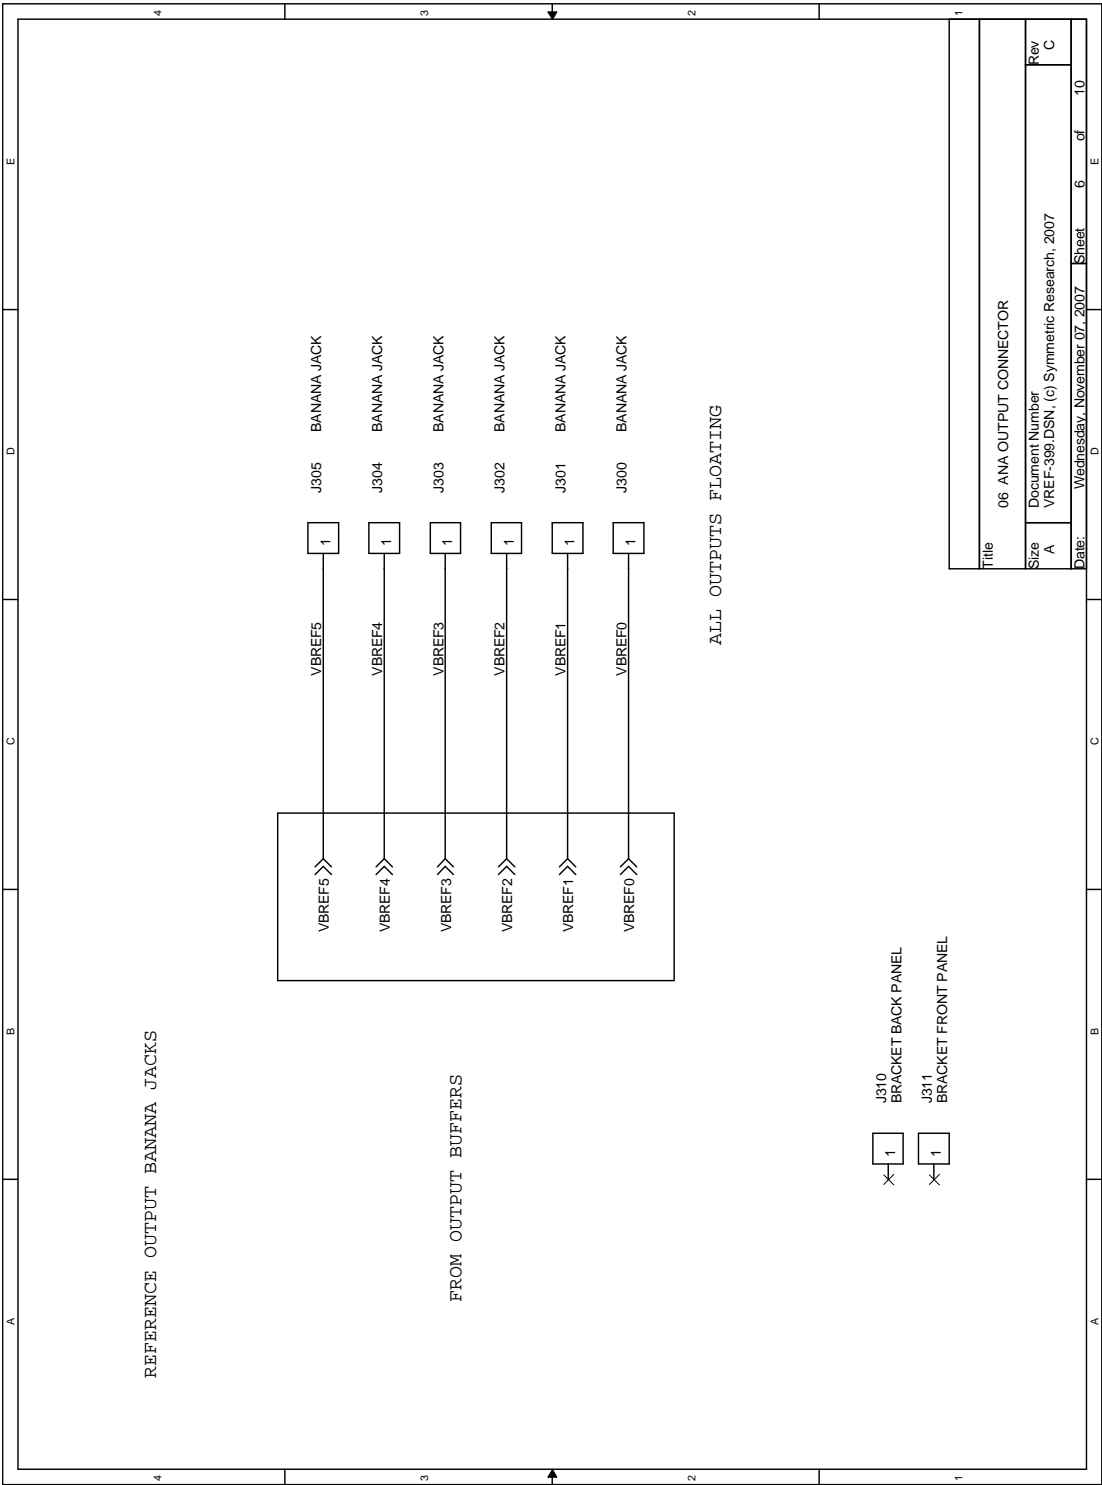 A
B
C
D
E
4
3
2
1
REFERENCE OUTPUT BANANA JACKS
FROM OUTPUT BUFFERS
VBREF5 VBREF5 1 J305 BANANA JACK
VBREF4 VBREF4 1 J304 BANANA JACK
VBREF3 VBREF3 1 J303 BANANA JACK
VBREF2 VBREF2 1 J302 BANANA JACK
VBREF1 VBREF1 1 J301 BANANA JACK
VBREF0 VBREF0 1 J300 BANANA JACK
ALL OUTPUTS FLOATING
1 J310
BRACKET BACK PANEL
1 J311
BRACKET FRONT PANEL
Title
06 ANA OUTPUT CONNECTOR
Size Document Number Rev
A VREF-399.DSN, (c) Symmetric Research, 2007 C
Date: Wednesday, November 07, 2007 Sheet 6 of 10
4
3
2
1
A
B
C
D
E